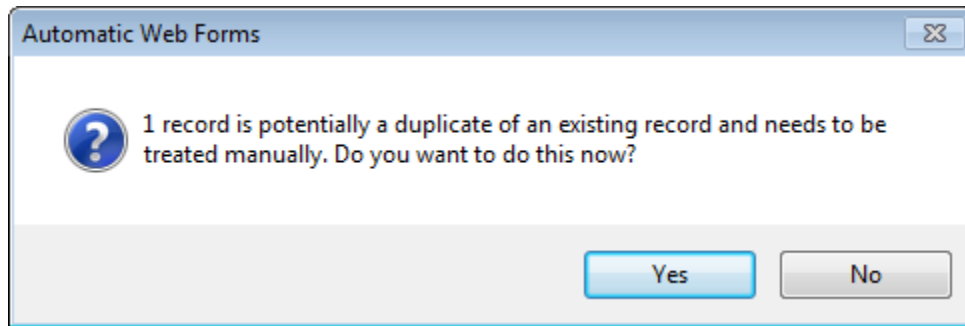 Automatic Web Forms
1 record is potentially a duplicate of an existing record and needs to be
treated manually. Do you want to do this now?
Yes
No